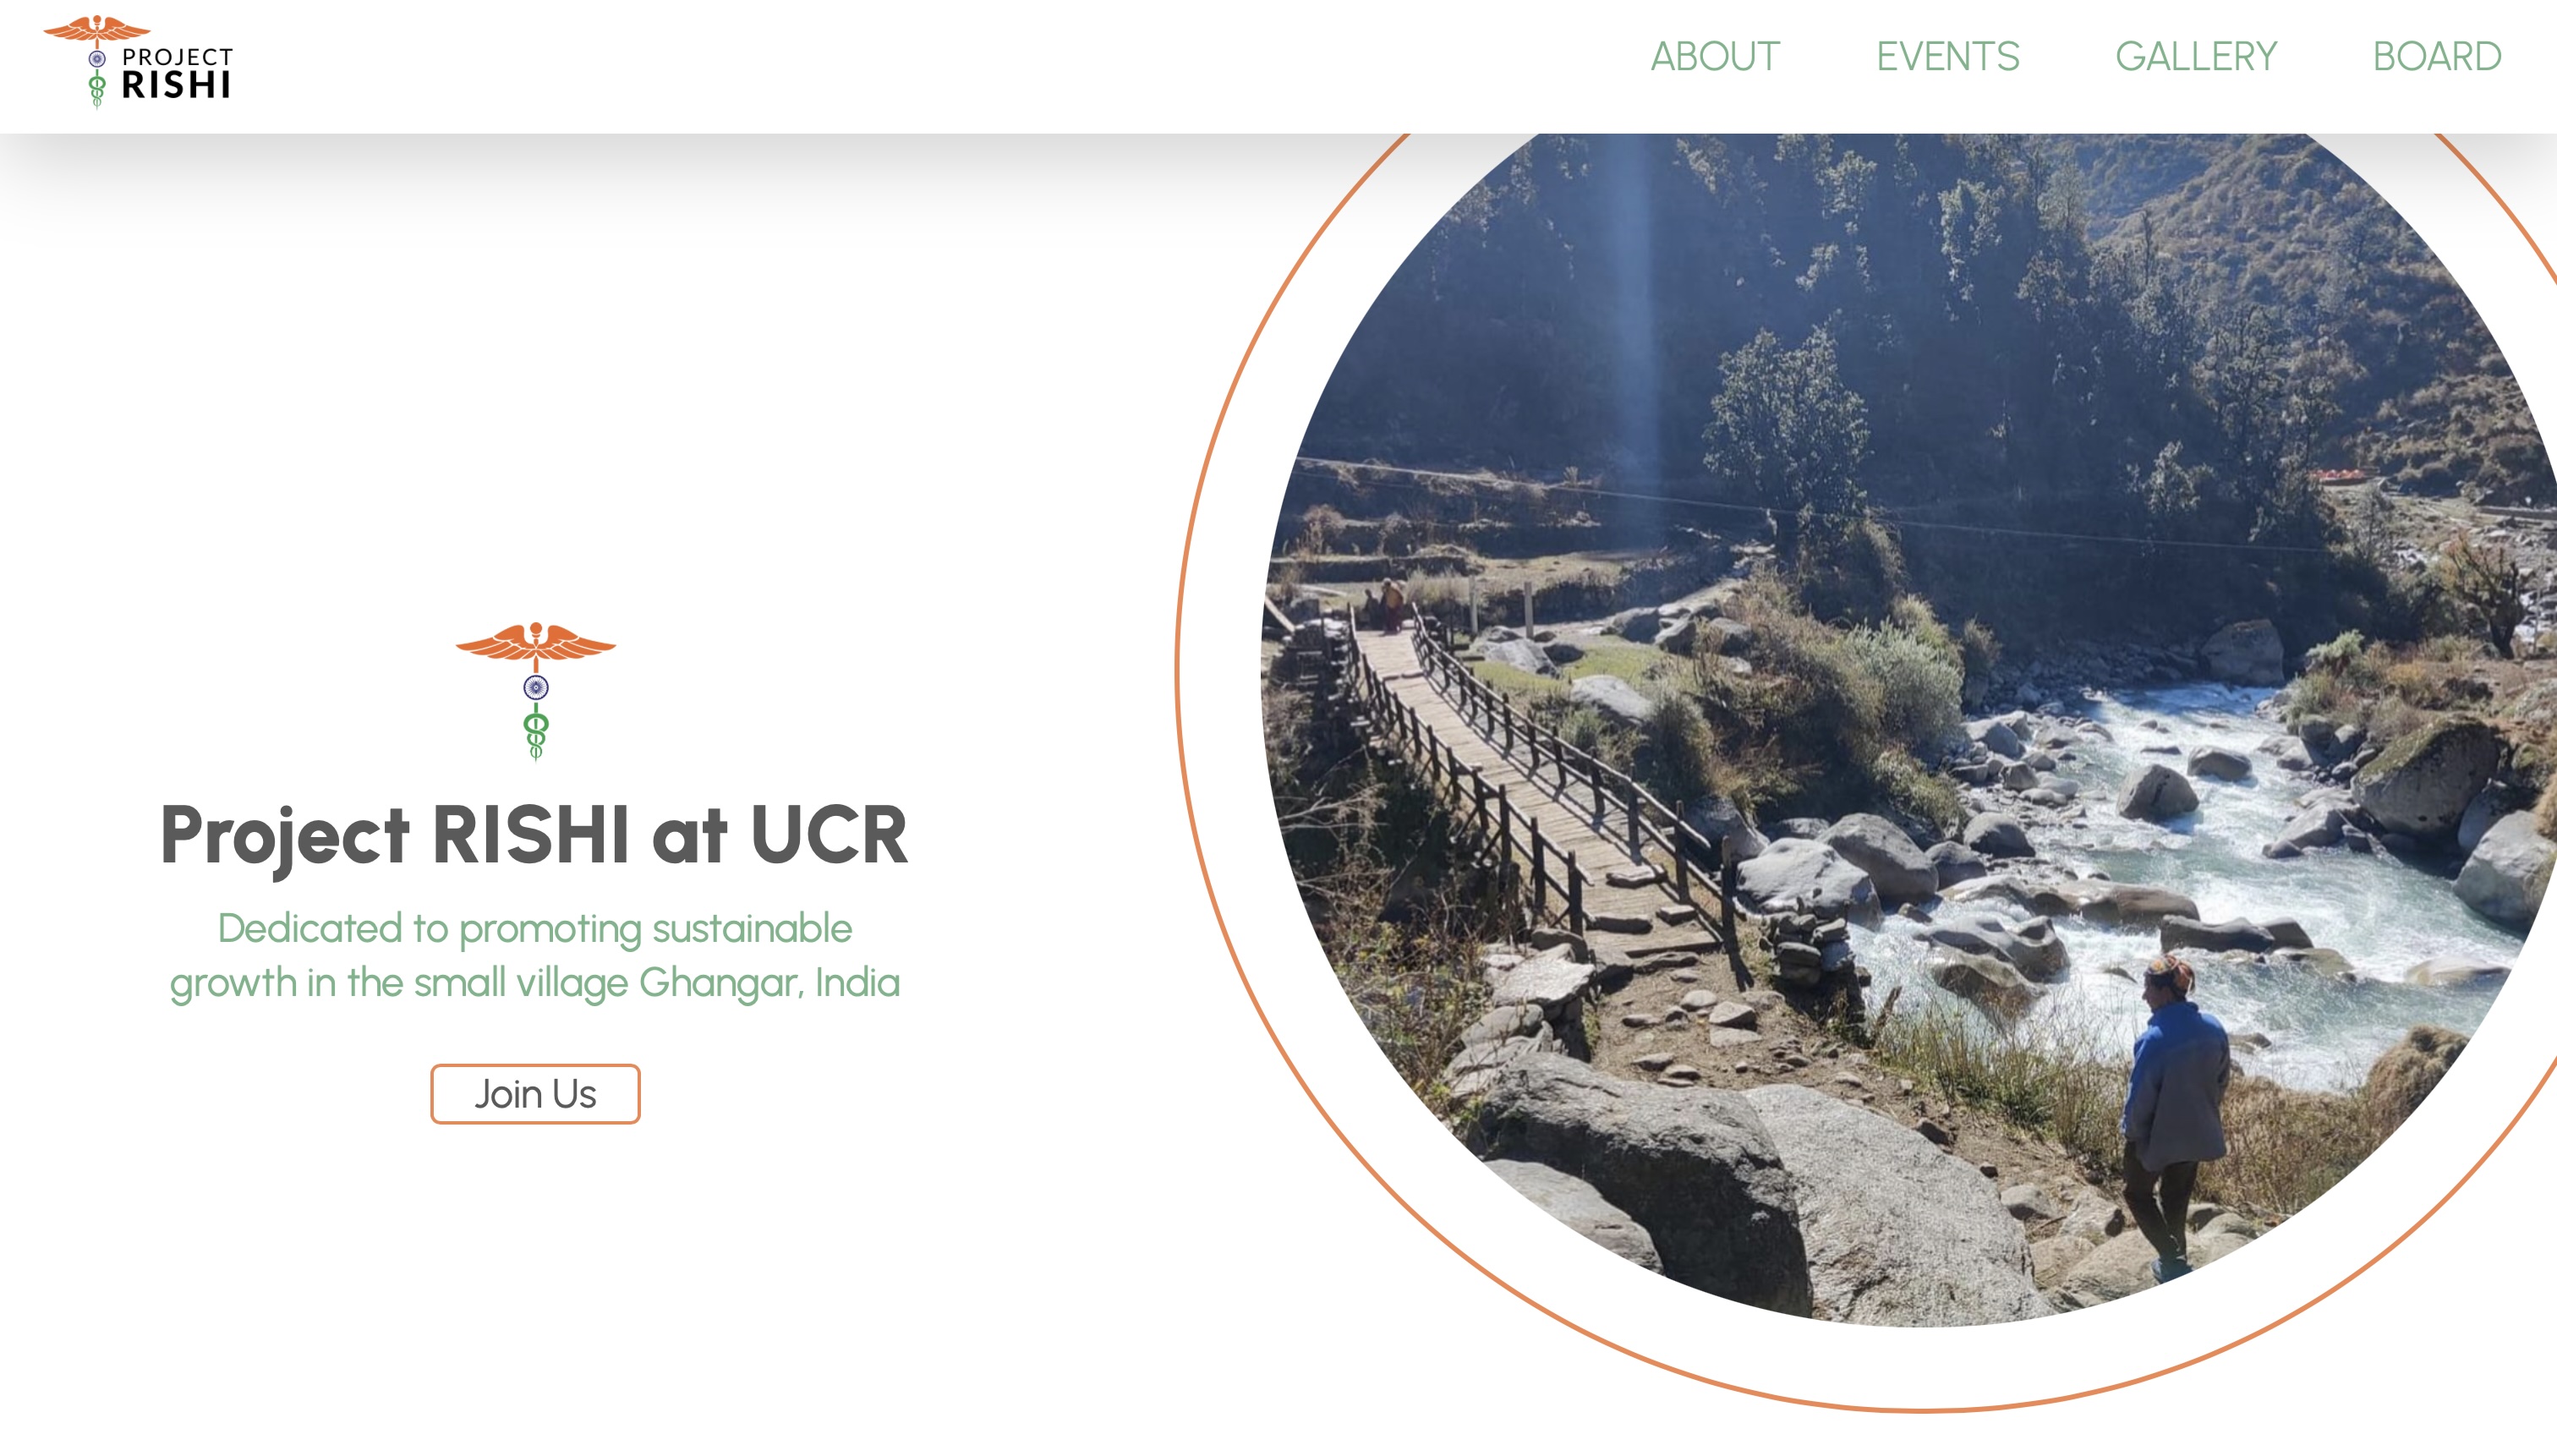 PROJECT
RISHI
ABOUT
EVENTS
GALLERY
BOARD
Project RISHI at UCR
Dedicated to promoting sustainable
growth in the small village Ghangar, India
Join Us